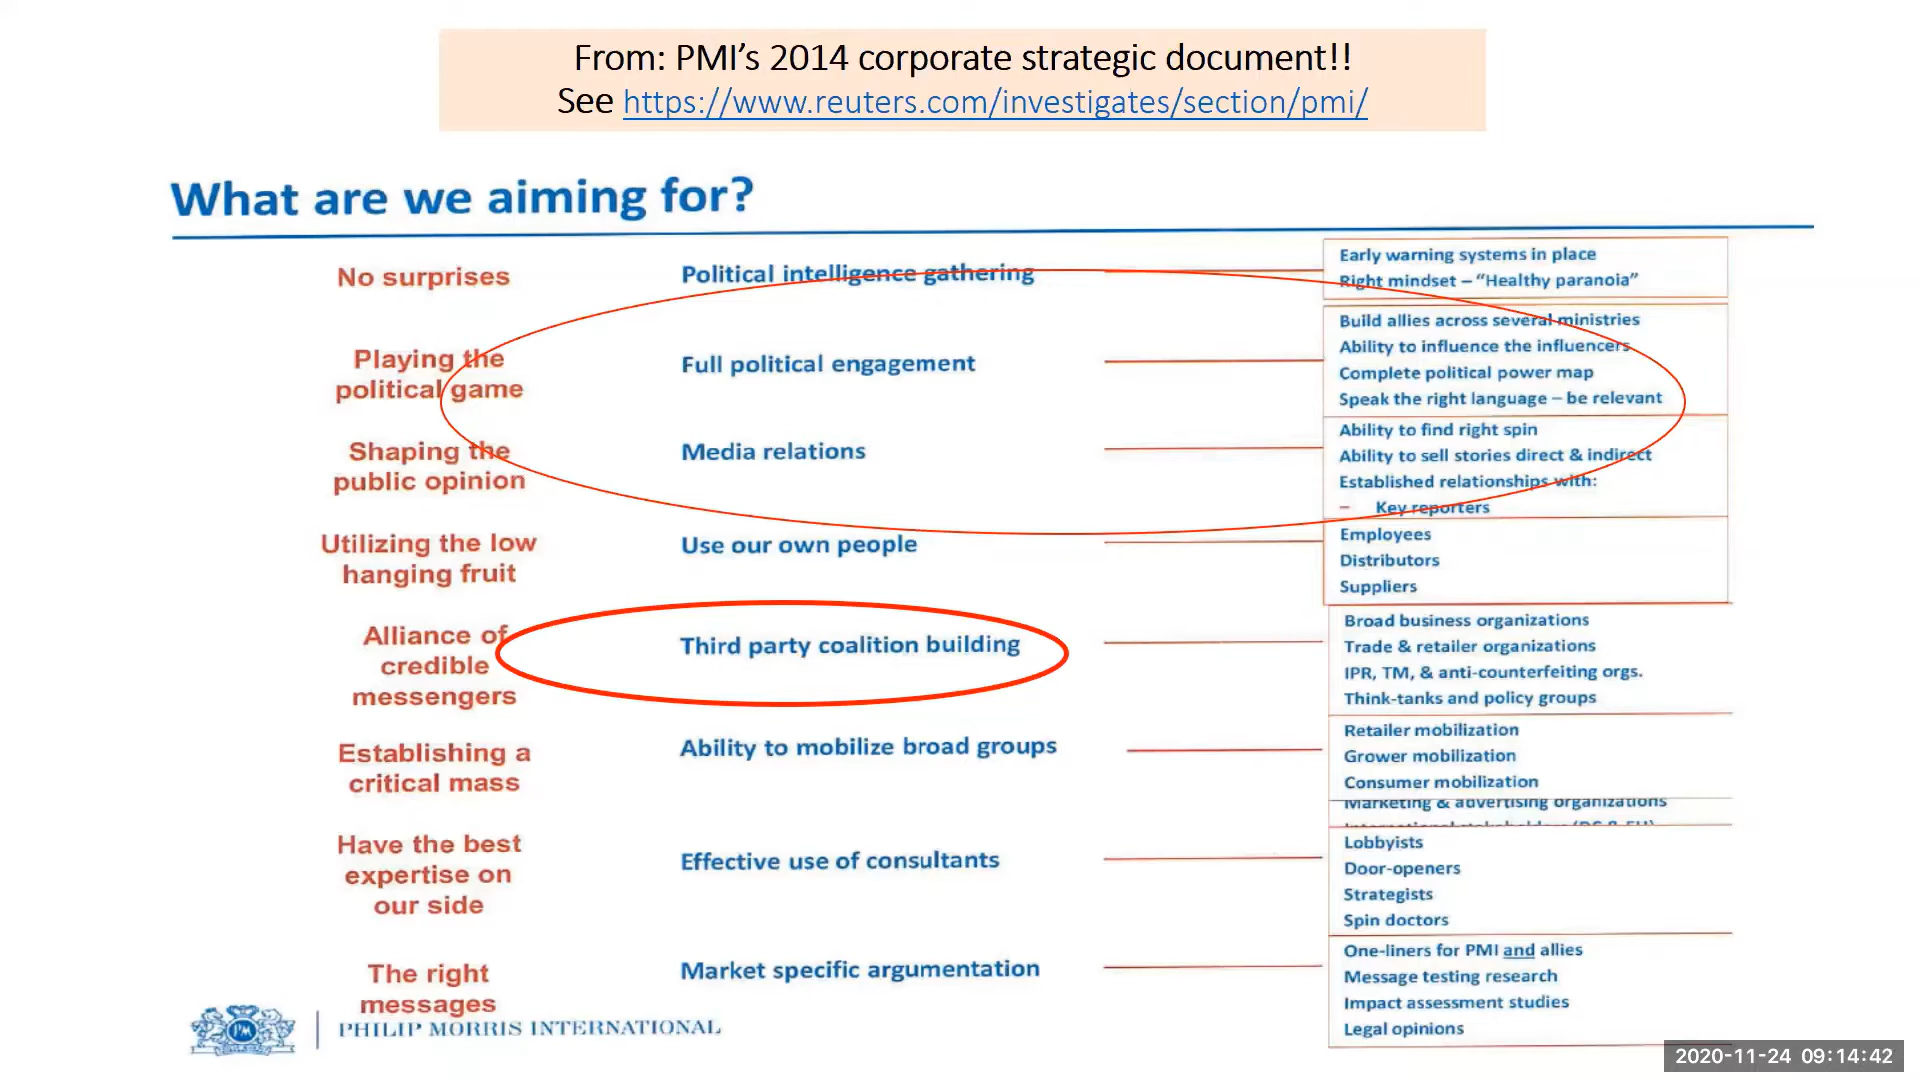 From: PMI’s 2014 corporate strategic document!!
See https://www.reuters.com/investigates/section/pmi/
What are we aiming for?
No surprises
Political intelligence gathering
Early warning systems in place
Right mindset – “Healthy paranoia”
Playing the
political game
Full political engagement
Build allies across several ministries
Ability to influence the influencers
Complete political power map
Speak the right language – be relevant
Shaping the
public opinion
Media relations
Ability to find right spin
Ability to sell stories direct & indirect
Established relationships with:
– Key reporters
Utilizing the low
hanging fruit
Use our own people
Employees
Distributors
Suppliers
Alliance of
credible
messengers
Third party coalition building
Broad business organizations
Trade & retailer organizations
IPR, TM, & anti-counterfeiting orgs.
Think-tanks and policy groups
Establishing a
critical mass
Ability to mobilize broad groups
Retailer mobilization
Grower mobilization
Consumer mobilization
Marketing & advertising organizations
Have the best
expertise on
our side
Effective use of consultants
Lobbyists
Door-openers
Strategists
Spin doctors
The right
messages
Market specific argumentation
One-liners for PMI and allies
Message testing research
Impact assessment studies
Legal opinions
PM
PHILIP MORRIS INTERNATIONAL
2020-11-24 09:14:42